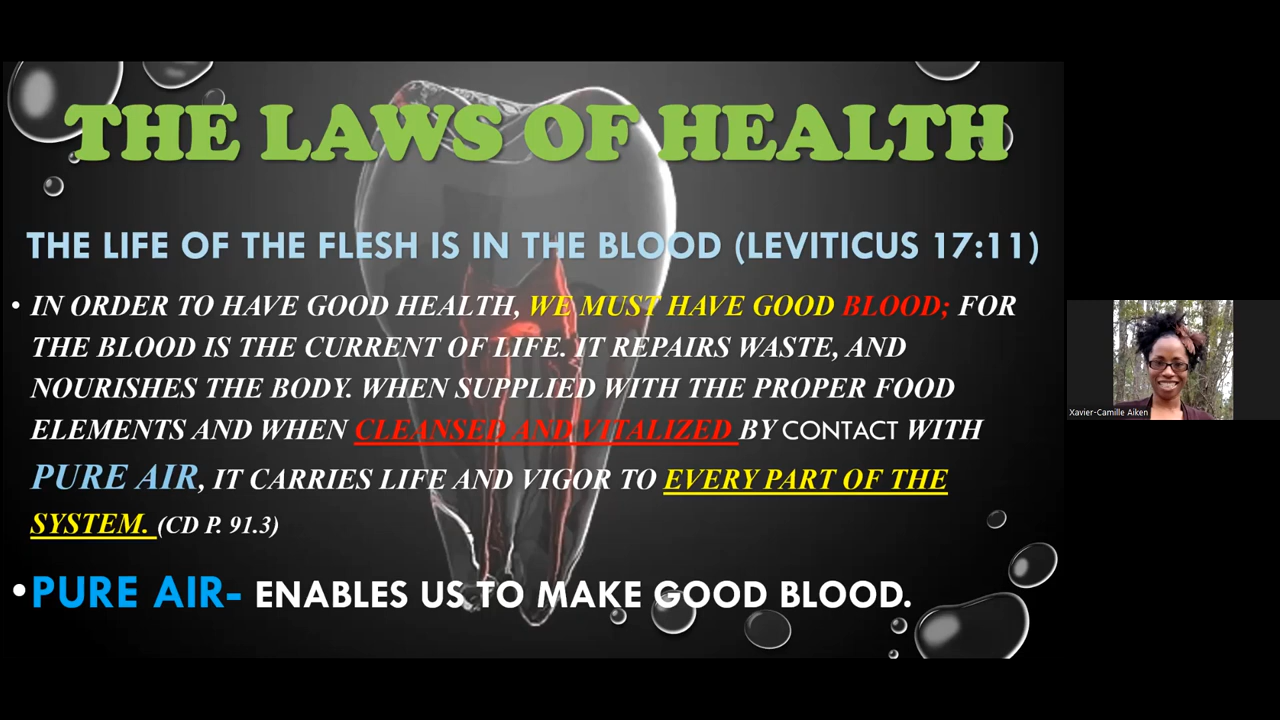 THE LAWS OF HEALTH
THE LIFE OF THE FLESH IS IN THE BLOOD (LEVITICUS 17:11)
• IN ORDER TO HAVE GOOD HEALTH, WE MUST HAVE GOOD BLOOD; FOR
THE BLOOD IS THE CURRENT OF LIFE. IT REPAIRS WASTE, AND
NOURISHES THE BODY. WHEN SUPPLIED WITH THE PROPER FOOD
ELEMENTS AND WHEN CLEANSED AND VITALIZED BY CONTACT WITH
PURE AIR, IT CARRIES LIFE AND VIGOR TO EVERY PART OF THE
SYSTEM. (CD P. 91.3)
• PURE AIR- ENABLES US TO MAKE GOOD BLOOD.
Xavier-Camille Aiken